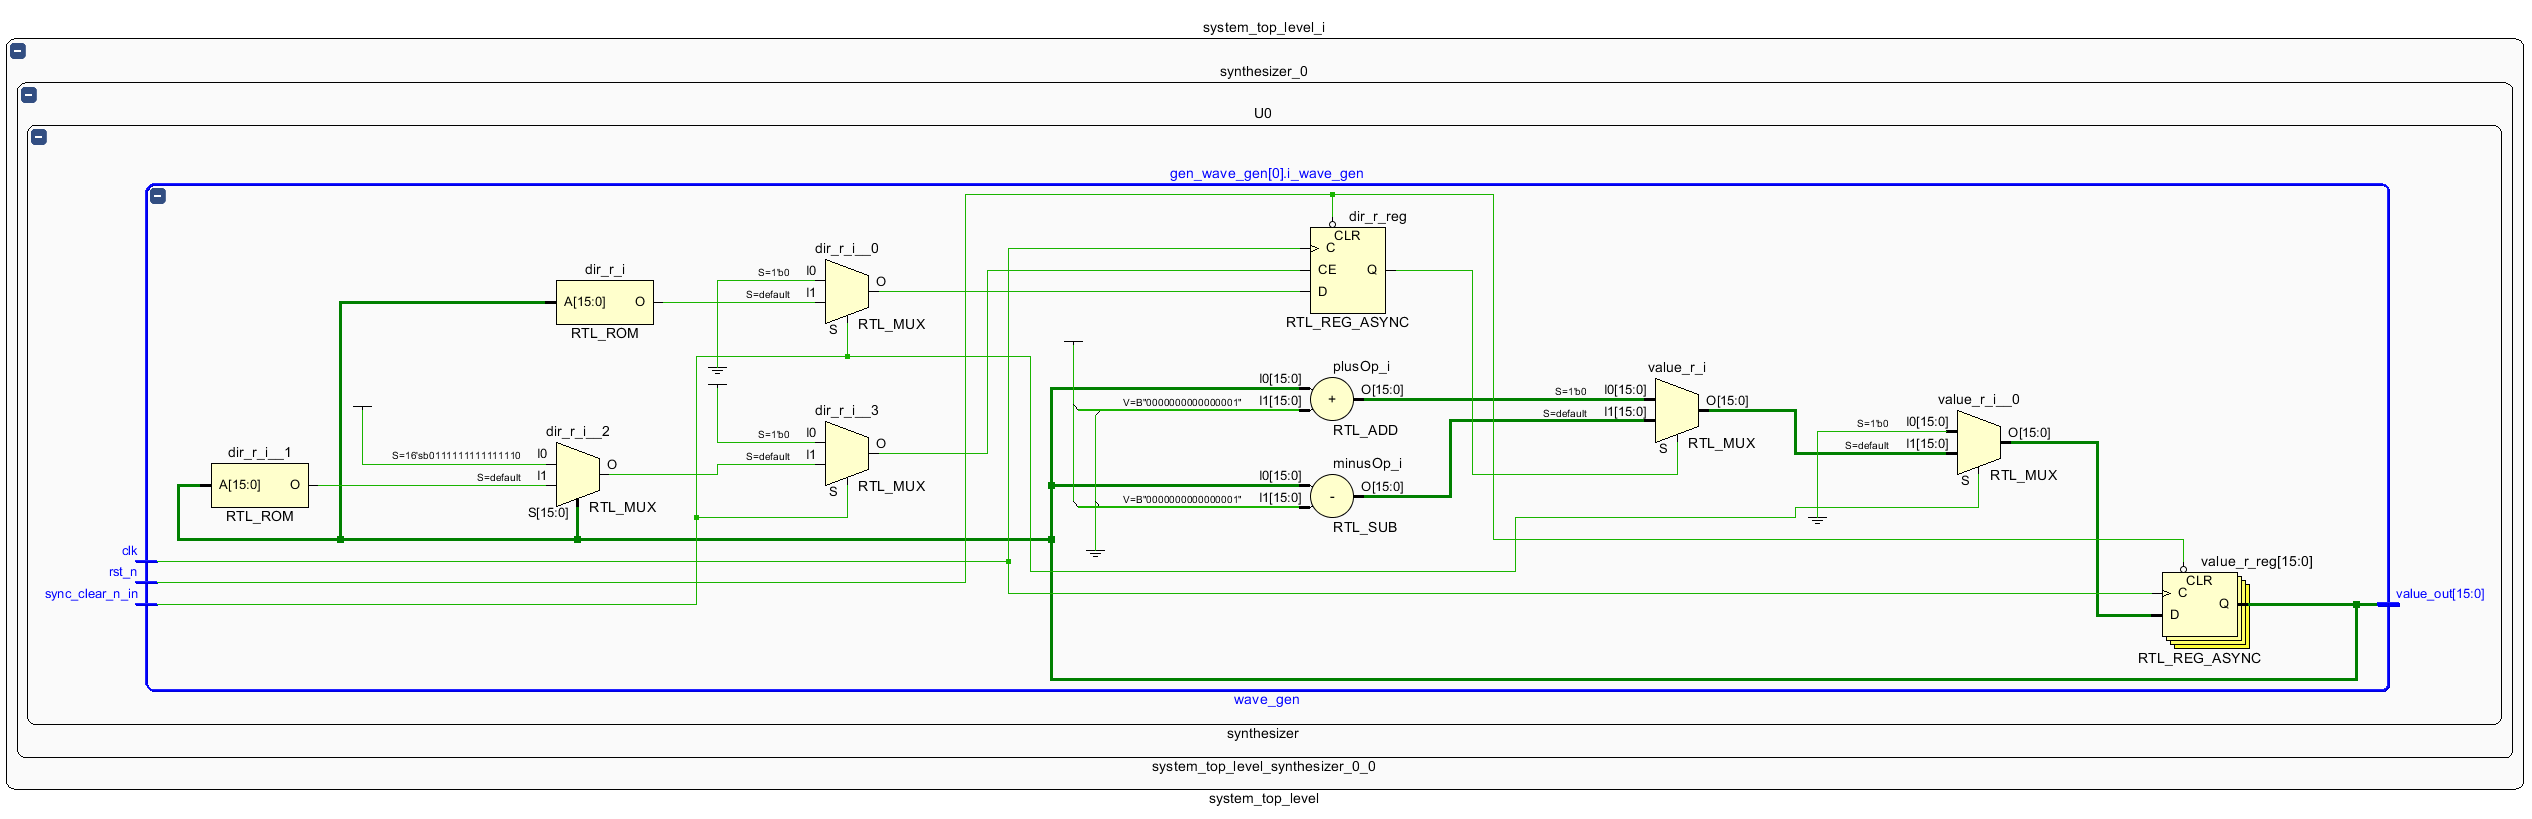 system_top_level_i
synthesizer_0
U0
gen_wave_gen[0].i_wave_gen
dir_r_reg
CLR
C
CE
D
Q
RTL_REG_ASYNC
dir_r_i
A[15:0]
O
RTL_ROM
dir_r_i__0
S=1'b0
I0
S=default
I1
O
S
RTL_MUX
dir_r_i__1
A[15:0]
O
RTL_ROM
dir_r_i__2
S=16'sb0111111111111110
I0
S=default
I1
O
S[15:0]
RTL_MUX
dir_r_i__3
S=1'b0
I0
S=default
I1
O
S
RTL_MUX
plusOp_i
I0[15:0]
V=B"0000000000000001"
I1[15:0]
+
O[15:0]
RTL_ADD
minusOp_i
I0[15:0]
V=B"0000000000000001"
I1[15:0]
-
O[15:0]
RTL_SUB
value_r_i
S=1'b0
I0[15:0]
S=default
I1[15:0]
O[15:0]
S
RTL_MUX
value_r_i__0
S=1'b0
I0[15:0]
S=default
I1[15:0]
O[15:0]
S
RTL_MUX
clk
rst_n
sync_clear_n_in
value_r_reg[15:0]
CLR
C
D
Q
RTL_REG_ASYNC
value_out[15:0]
wave_gen
synthesizer
system_top_level_synthesizer_0_0
system_top_level